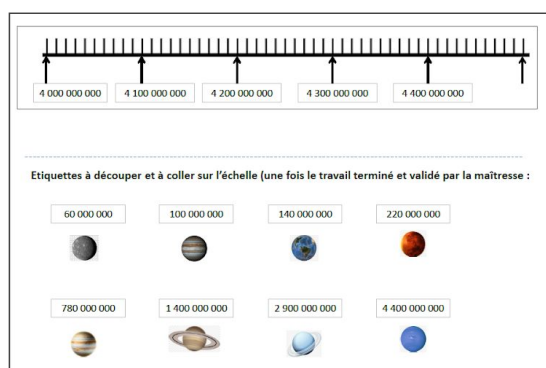 4 000 000 000 4 100 000 000 4 200 000 000 4 300 000 000 4 400 000 000
Etiquettes à découper et à coller sur l'échelle (une fois le travail terminé et validé par la maîtresse :
60 000 000 100 000 000 140 000 000 220 000 000
780 000 000 1 400 000 000 2 900 000 000 4 400 000 000